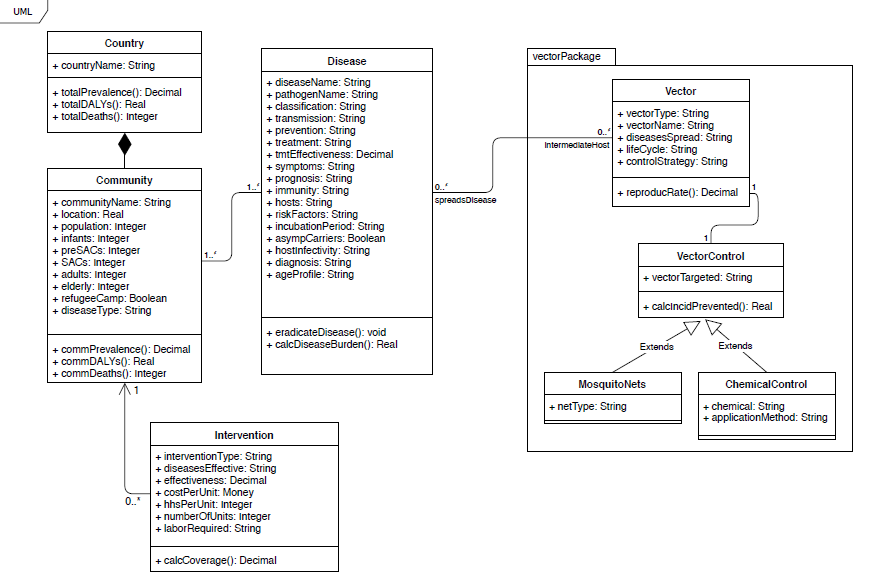 UML
Country
+ countryName: String
+ totalPrevalence(): Decimal
+ totalDALYs(): Real
+ totalDeaths(): Integer
Community
+ communityName: String
+ location: Real
+ population: Integer
+ infants: Integer
+ preSACs: Integer
+ SACs: Integer
+ adults: Integer
+ elderly: Integer
+ refugeeCamp: Boolean
+ diseaseType: String
+ commPrevalence(): Decimal
+ commDALYs(): Real
+ commDeaths(): Integer
1..*
1..*
Disease
+ diseaseName: String
+ pathogenName: String
+ classification: String
+ transmission: String
+ prevention: String
+ treatment: String
+ tmtEffectiveness: Decimal
+ symptoms: String
+ prognosis: String
+ immunity: String
+ hosts: String
+ riskFactors: String
+ incubationPeriod: String
+ asympCarriers: Boolean
+ hostInfectivity: String
+ diagnosis: String
+ ageProfile: String
+ eradicateDisease(): void
+ calcDiseaseBurden(): Real
0..*
spreadsDisease
0..*
IntermediateHost
vectorPackage
Vector
+ vectorType: String
+ vectorName: String
+ diseasesSpread: String
+ lifeCycle: String
+ controlStrategy: String
+ reproducRate(): Decimal
1
1
VectorControl
+ vectorTargeted: String
+ calcIncidPrevented(): Real
Extends
Extends
MosquitoNets
+ netType: String
ChemicalControl
+ chemical: String
+ applicationMethod: String
1
0..*
Intervention
+ interventionType: String
+ diseasesEffective: String
+ effectiveness: Decimal
+ costPerUnit: Money
+ hhsPerUnit: Integer
+ numberOfUnits: Integer
+ laborRequired: String
+ calcCoverage(): Decimal